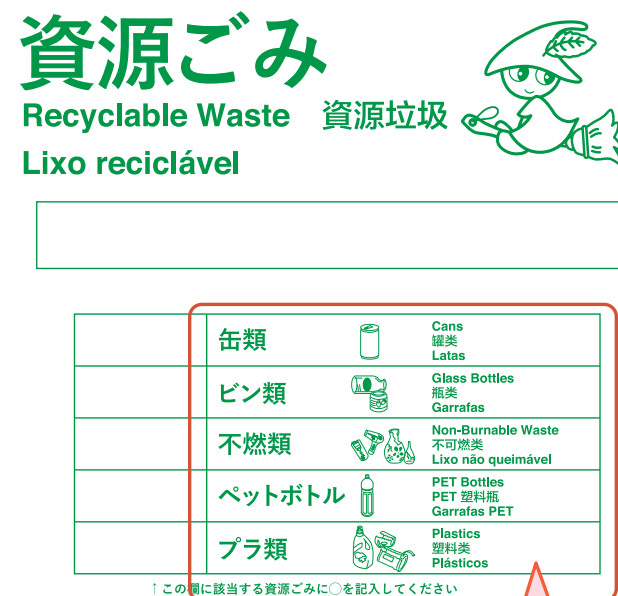 資源ごみ
Recyclable Waste 資源垃圾
Lixo reciclável
缶類
Cans
罐类
Latas
ビン類
Glass Bottles
瓶类
Garrafas
不燃類
Non-Burnable Waste
不可燃类
Lixo não queimável
ペットボトル
PET Bottles
PET 塑料瓶
Garrafas PET
プラ類
Plastics
塑料类
Plásticos
↑この欄に該当する資源ごみに○を記入してください